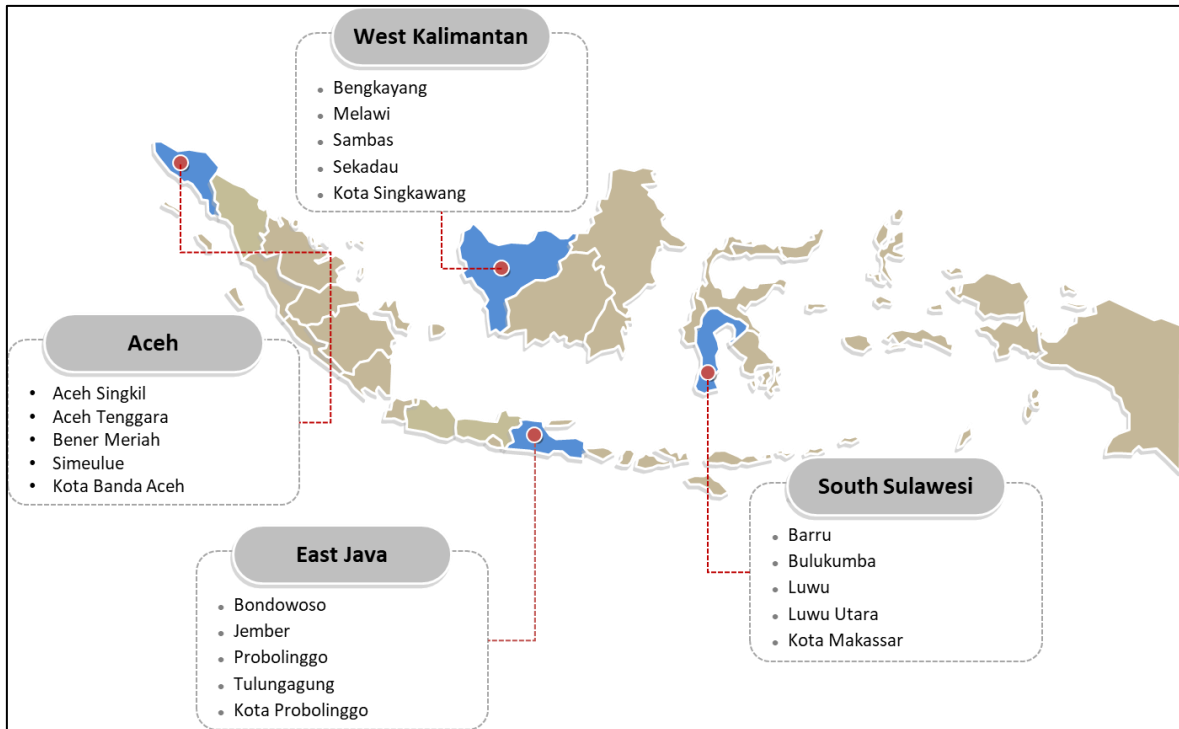 West Kalimantan
• Bengkayang
• Melawi
• Sambas
• Sekadau
• Kota Singkawang
Aceh
• Aceh Singkil
• Aceh Tenggara
• Bener Meriah
• Simeulue
• Kota Banda Aceh
East Java
• Bondowoso
• Jember
• Probolinggo
• Tulungagung
• Kota Probolinggo
South Sulawesi
• Barru
• Bulukumba
• Luwu
• Luwu Utara
• Kota Makassar